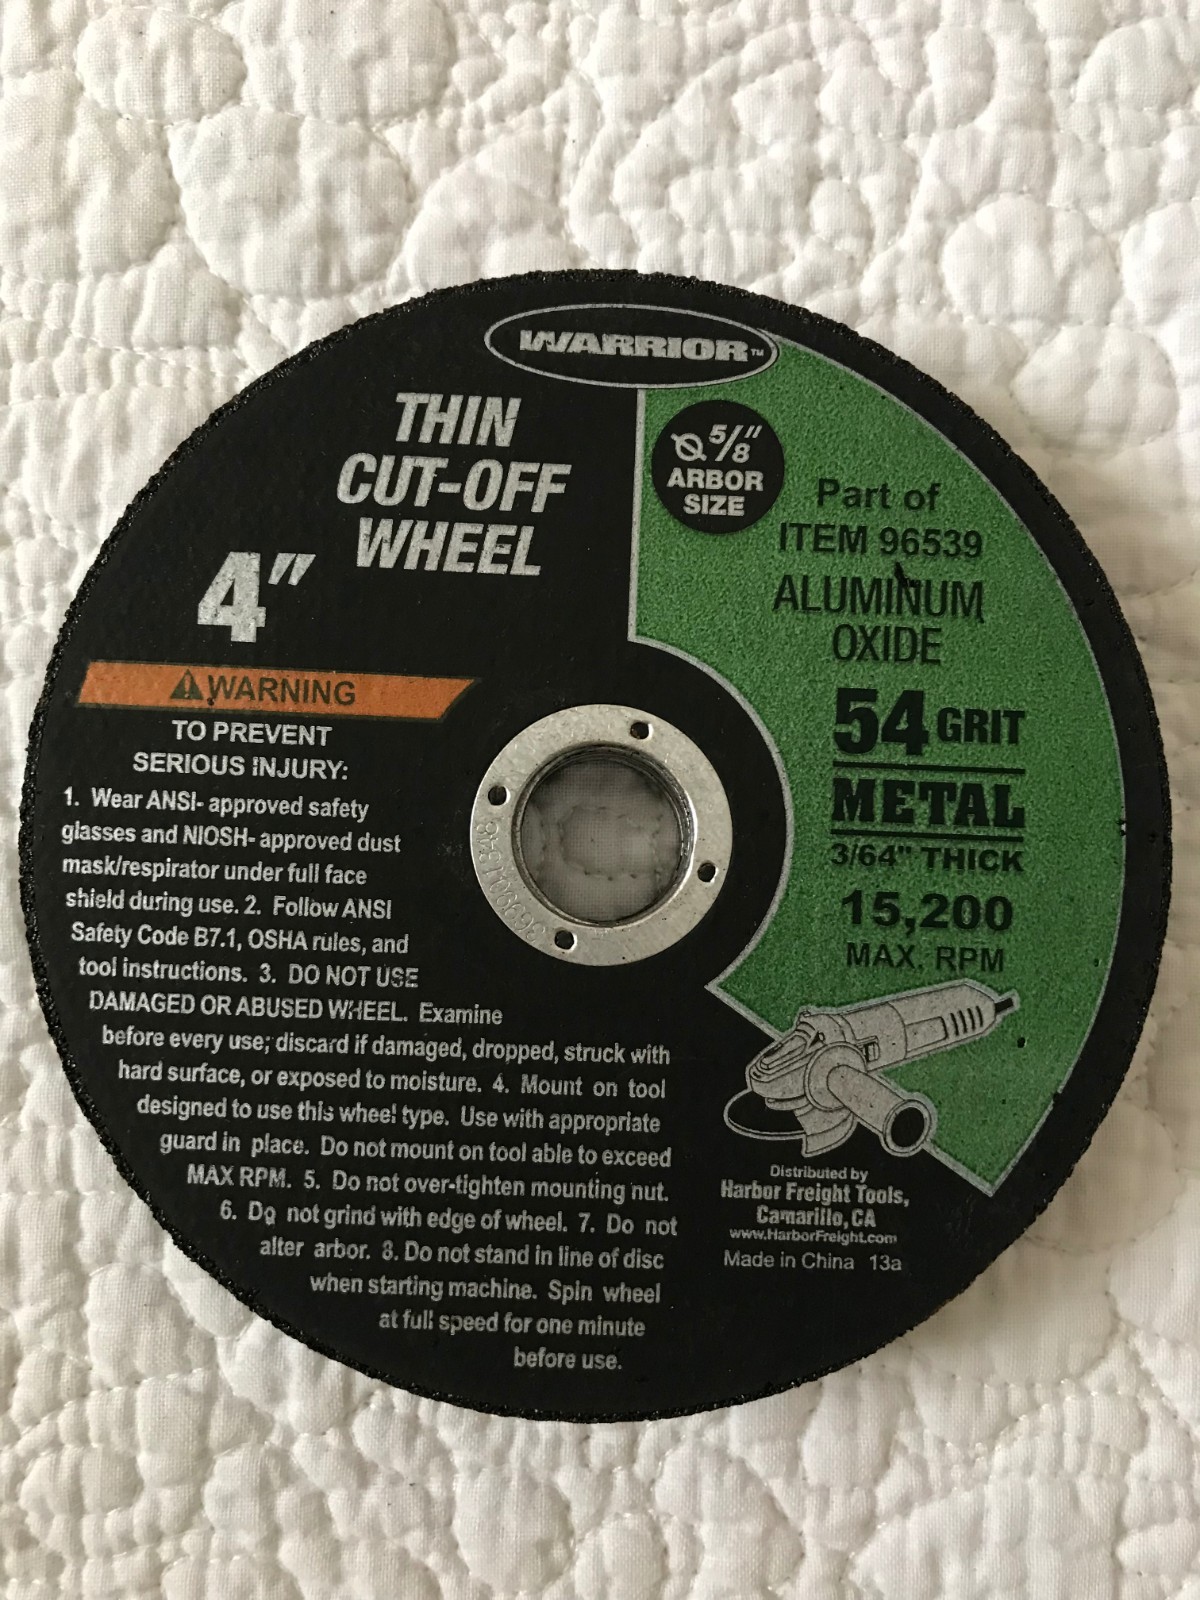 WARRIOR™
THIN
CUT-OFF
WHEEL
4"
⚠WARNING
TO PREVENT
SERIOUS INJURY:
1. Wear ANSI- approved safety
glasses and NIOSH- approved dust
mask/respirator under full face
shield during use. 2. Follow ANSI
Safety Code B7.1, OSHA rules, and
tool instructions. 3. DO NOT USE
DAMAGED OR ABUSED WHEEL. Examine
before every use; discard if damaged, dropped, struck with
hard surface, or exposed to moisture. 4. Mount on tool
designed to use this wheel type. Use with appropriate
guard in place. Do not mount on tool able to exceed
MAX RPM. 5. Do not over-tighten mounting nut.
6. Do not grind with edge of wheel. 7. Do not
alter arbor. 8. Do not stand in line of disc
when starting machine. Spin wheel
at full speed for one minute
before use.
5/8"
ARBOR
SIZE
Part of
ITEM 96539
ALUMINUM
OXIDE
54 GRIT
METAL
3/64" THICK
15,200
MAX. RPM
Distributed by
Harbor Freight Tools,
Camarillo, CA
www.HarborFreight.com
Made in China 13a